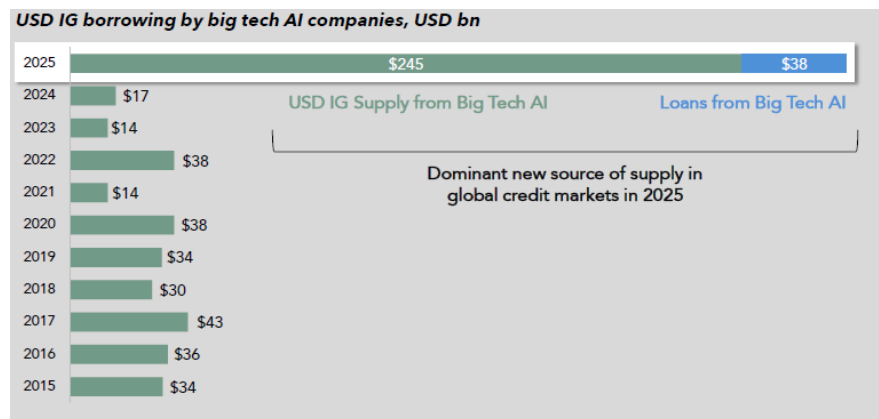 USD IG borrowing by big tech AI companies, USD bn
2025 $245 $38
2024 $17
USD IG Supply from Big Tech AI Loans from Big Tech AI
2023 $14
2022 $38
Dominant new source of supply in
global credit markets in 2025
2021 $14
2020 $38
2019 $34
2018 $30
2017 $43
2016 $36
2015 $34